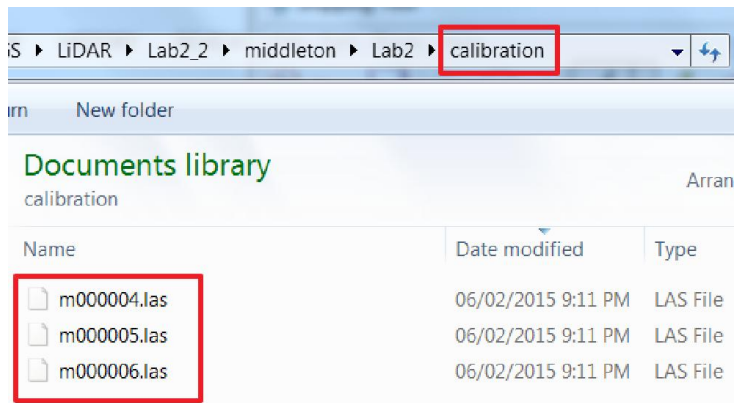 LiDAR Lab2_2 middleton Lab2 calibration
New folder
Documents library
calibration
Arran
Name Date modified Type
m000004.las 06/02/2015 9:11 PM LAS File
m000005.las 06/02/2015 9:11 PM LAS File
m000006.las 06/02/2015 9:11 PM LAS File